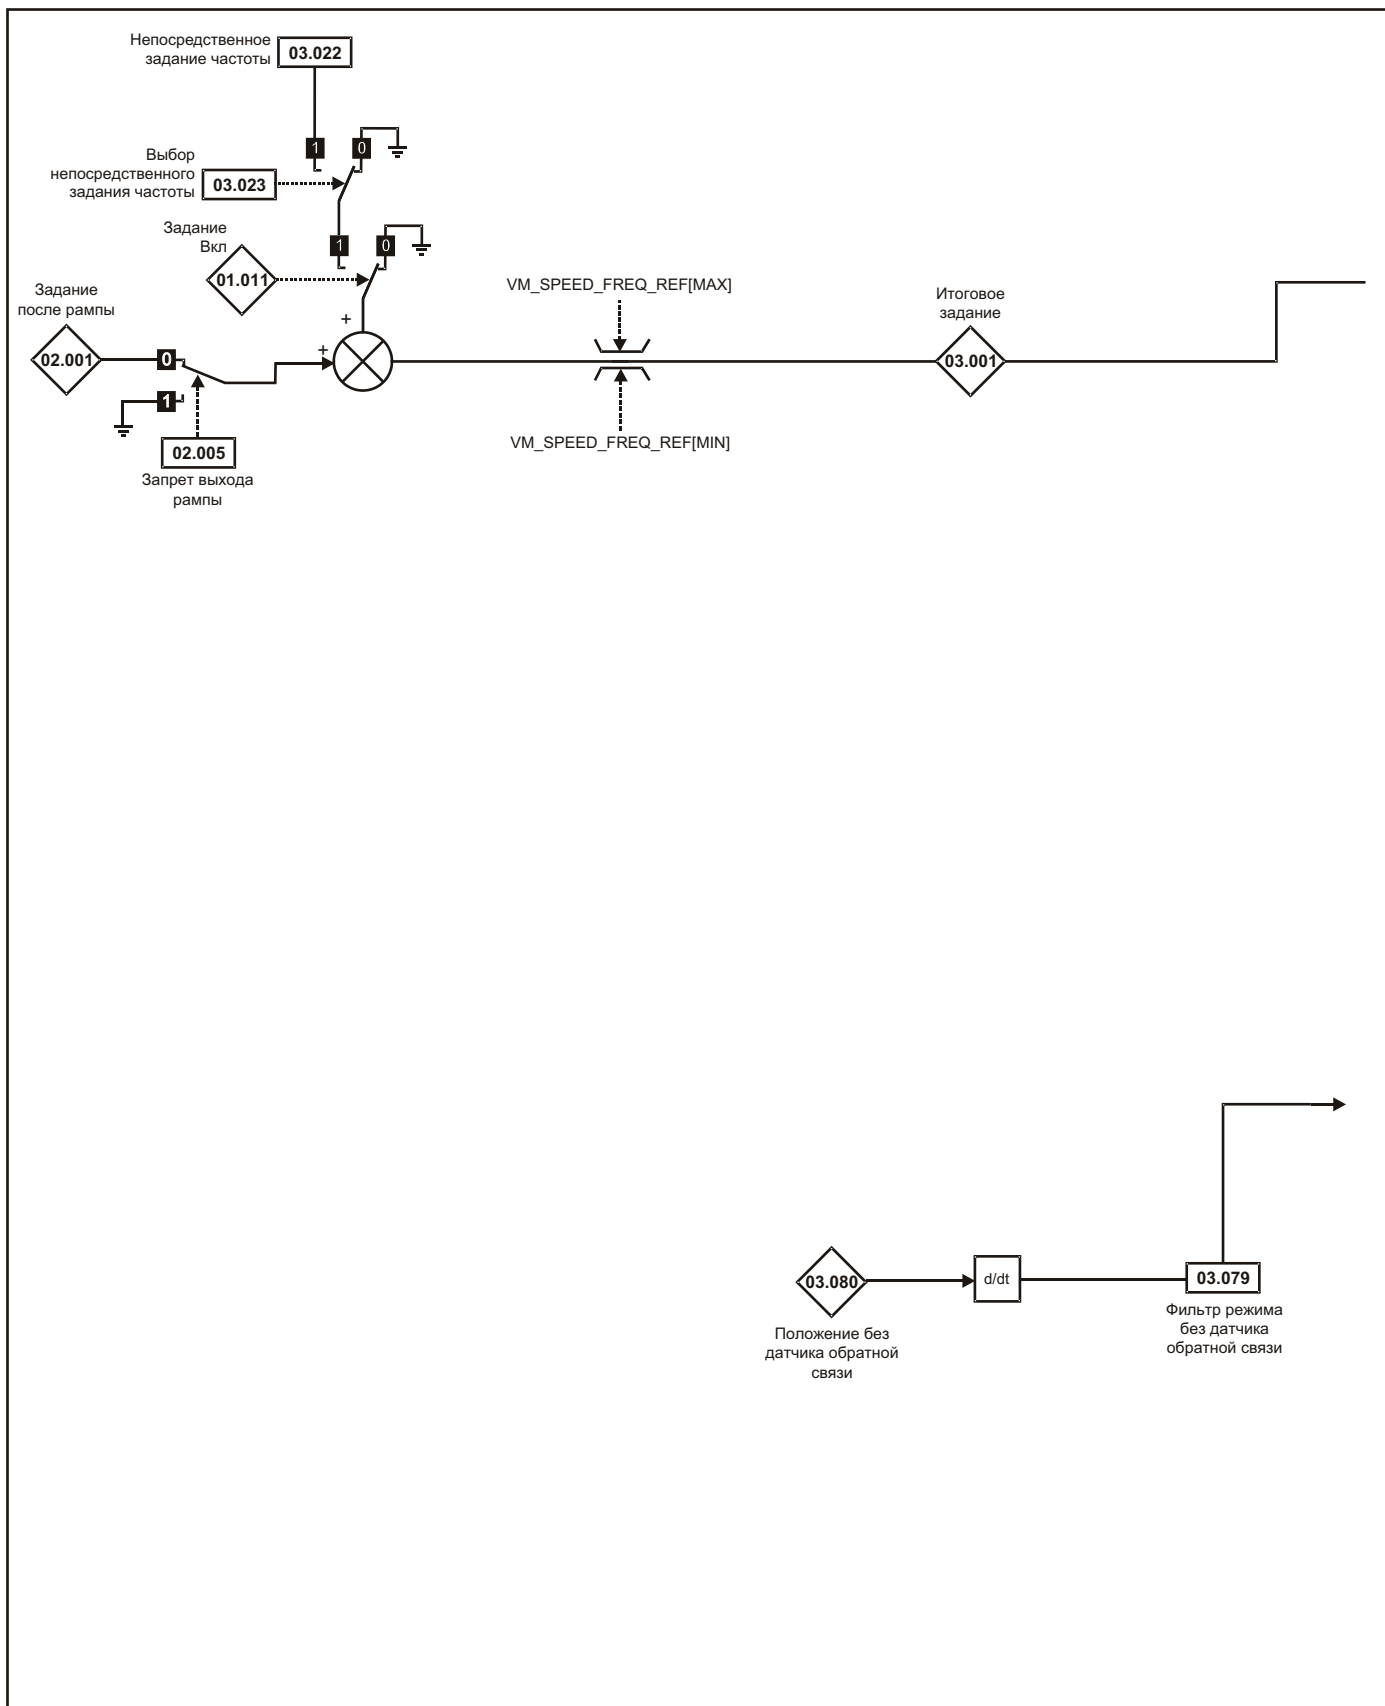 Непосредственное
задание частоты
03.022
1
0
Выбор
непосредственного
задания частоты
03.023
Задание
Вкл
01.011
1
0
Задание
после рампы
02.001
0
1
02.005
Запрет выхода
рампы
+
+
VM_SPEED_FREQ_REF[MAX]
VM_SPEED_FREQ_REF[MIN]
Итоговое
задание
03.001
03.080
Положение без
датчика обратной
связи
d/dt
03.079
Фильтр режима
без датчика
обратной связи